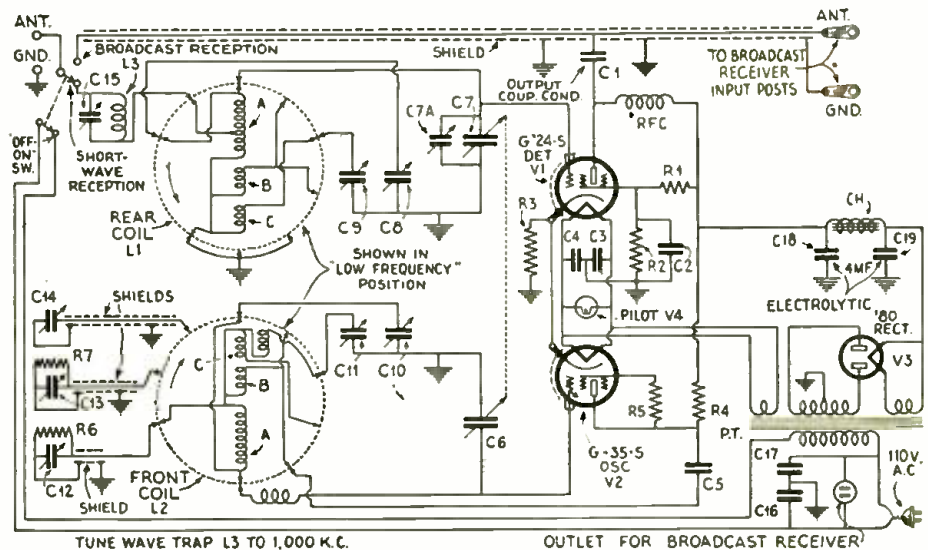 ANT.
GND.
BROADCAST RECEPTION
C15
L3
SHORT-
WAVE
RECEPTION
"OFF-
ON"
SW.
A
B
C
REAR
COIL
L1
SHIELD
C7A
C7
C9
C8
SHOWN IN
"LOW FREQUENCY"
POSITION
C1
OUTPUT
COUP. COND.
RFC
G-'24-S
DET
V1
R1
R3
C4
C3
R2
C2
PILOT V4
ANT.
TO BROADCAST
RECEIVER
INPUT POSTS
GND.
CH
C18
C19
4MF
ELECTROLYTIC
'80
RECT.
V3
C14
SHIELDS
R7
C13
R6
C12
SHIELD
C
B
A
FRONT
COIL
L2
C11
C10
C6
G-35-S
OSC
V2
R5
R4
C5
P.T.
C17
C16
110 V.
A.C
TUNE WAVE TRAP L3 TO 1,000 K.C.
OUTLET FOR BROADCAST RECEIVER